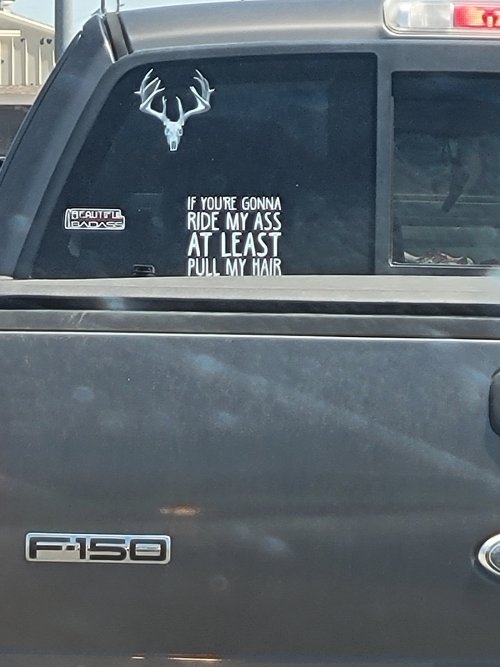 BEAUTIFUL
BADASS
IF YOU'RE GONNA
RIDE MY ASS
AT LEAST
PULL MY HAIR
F-150